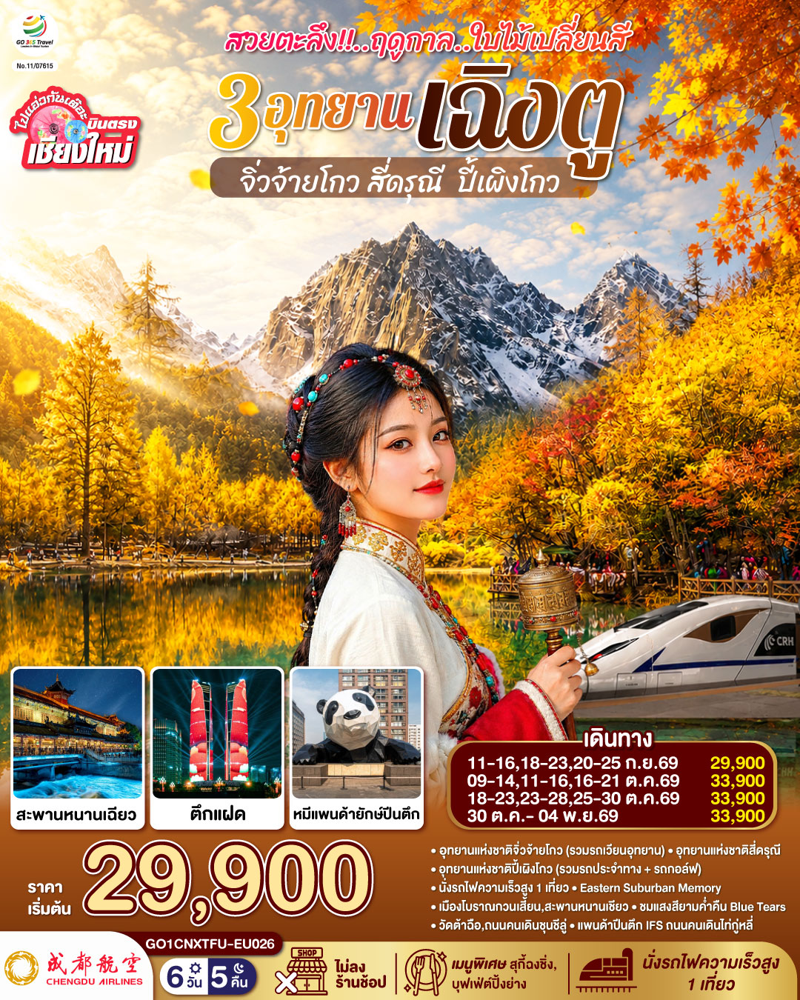 GO 365 Travel
No.11/07615
สวยตะลึง!!..ฤดูกาล..ใบไม้เปลี่ยนสี
3 อุทยาน เฉิงตู
จิ่วจ้ายโกว สี่ดรุณี ปี้เผิงโกว
ไปแอ่วกันเต๊อะ
บินตรง
เชียงใหม่
CRH
สะพานหนานเฉียว
ตึกแฝด
หมีแพนด้ายักษ์ปีนตึก
เดินทาง
11-16,18-23,20-25 ก.ย.69 29,900
09-14,11-16,16-21 ต.ค.69 33,900
18-23,23-28,25-30 ต.ค.69 33,900
30 ต.ค.- 04 พ.ย.69 33,900
ราคา
เริ่มต้น
29,900
• อุทยานแห่งชาติจิ่วจ้ายโกว (รวมรถเวียนอุทยาน) • อุทยานแห่งชาติสี่ดรุณี
• อุทยานแห่งชาติปี้เผิงโกว (รวมรถประจำทาง + รถกอล์ฟ)
• นั่งรถไฟความเร็วสูง 1 เที่ยว • Eastern Suburban Memory
• เมืองโบราณกวนเสี้ยน,สะพานหนานเชียว • ชมแสงสียามค่ำคืน Blue Tears
• วัดต้าฉือ,ถนนคนเดินชุนซีลู่ • แพนด้าปีนตึก IFS ถนนคนเดินไท่กู่หลี่
成都航空
CHENGDU AIRLINES
GO1CNXTFU-EU026
6 วัน 5 คืน
SHOP
ไม่ลง
ร้านช้อป
เมนูพิเศษ สุกี้ฉงชิ่ง,
บุฟเฟ่ต์ปิ้งย่าง
นั่งรถไฟความเร็วสูง
1 เที่ยว